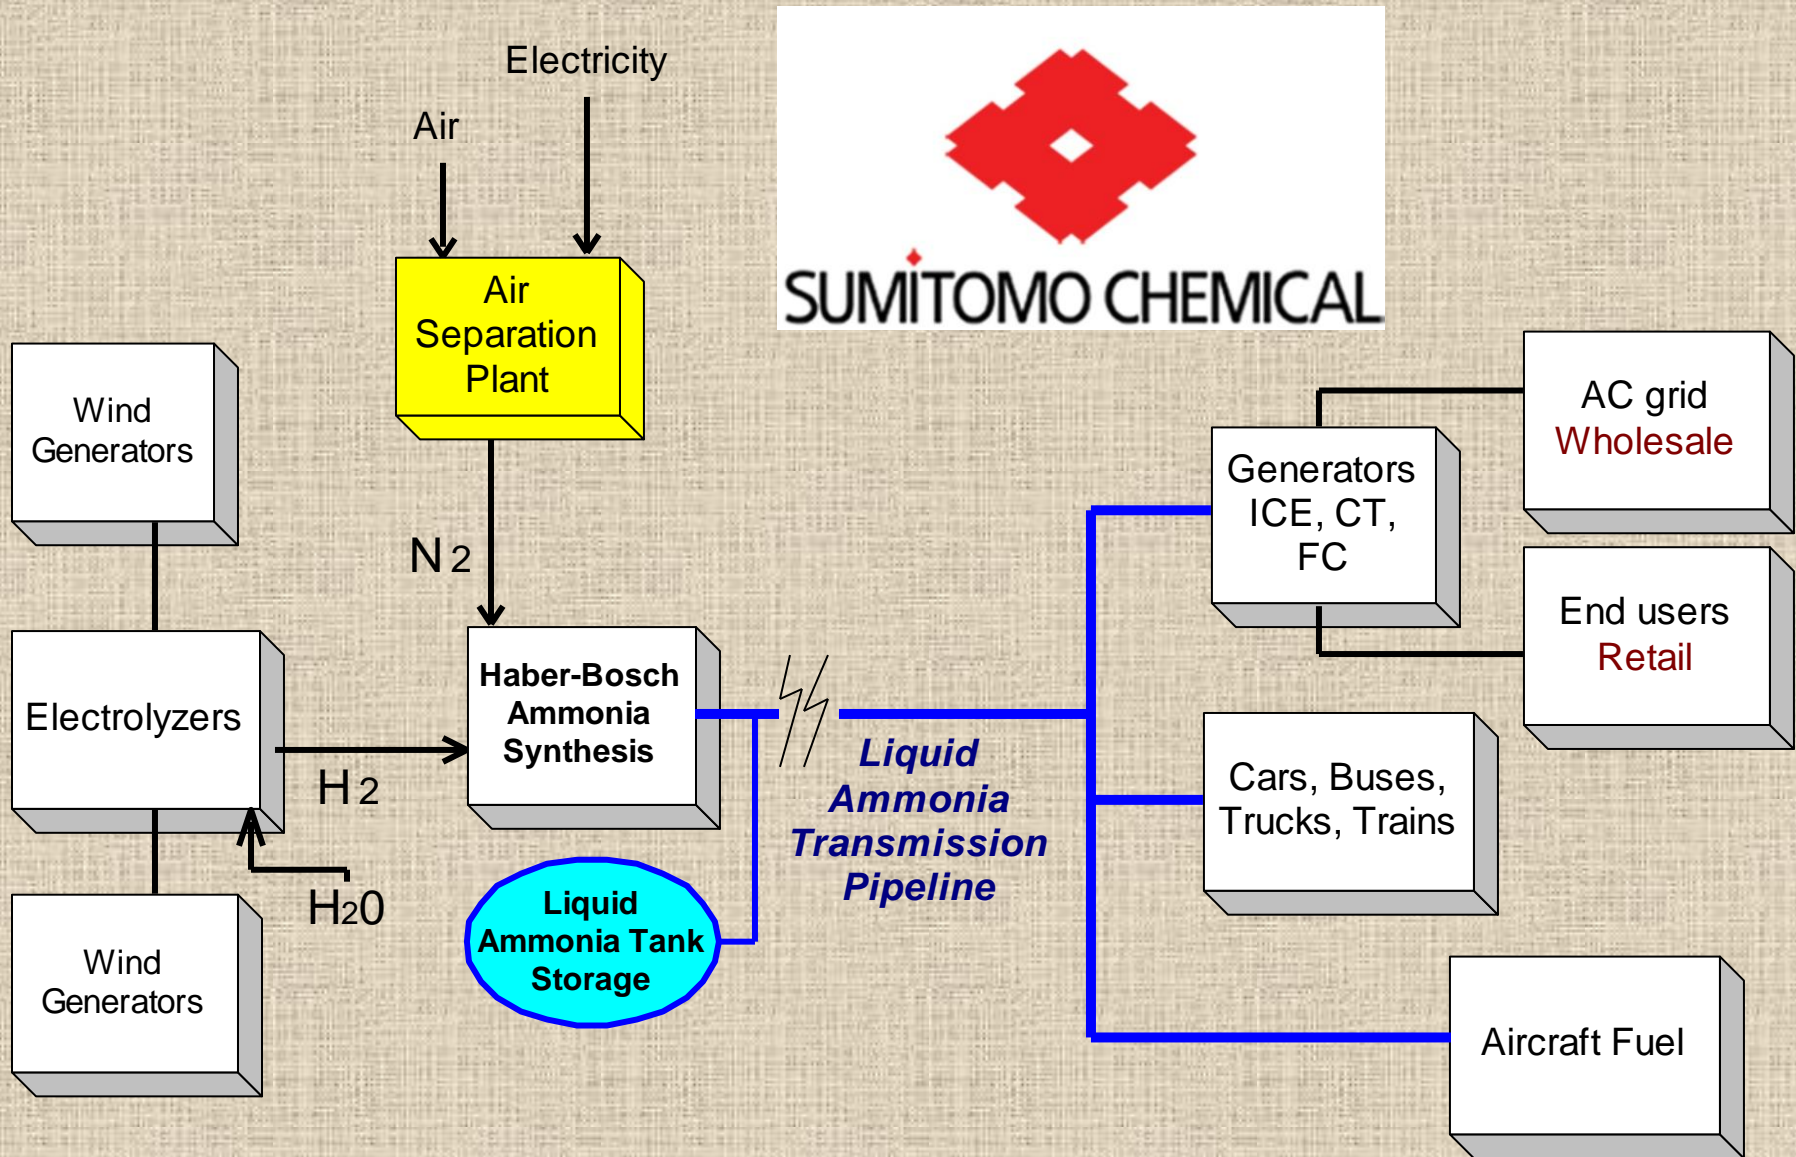 Electricity
Air
SUMİTOMO CHEMICAL
Air
Separation
Plant
Wind
Generators
AC grid
Wholesale
Generators
ICE, CT,
FC
N2
End users
Retail
Electrolyzers
H2
H20
Haber-Bosch
Ammonia
Synthesis
Liquid
Ammonia
Transmission
Pipeline
Cars, Buses,
Trucks, Trains
Liquid
Ammonia Tank
Storage
Wind
Generators
Aircraft Fuel